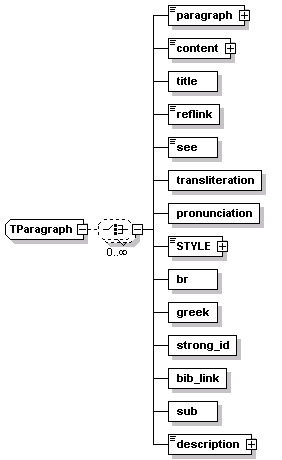 paragraph
content
title
reflink
see
transliteration
TParagraph
0..∞
pronunciation
STYLE
br
greek
strong_id
bib_link
sub
description